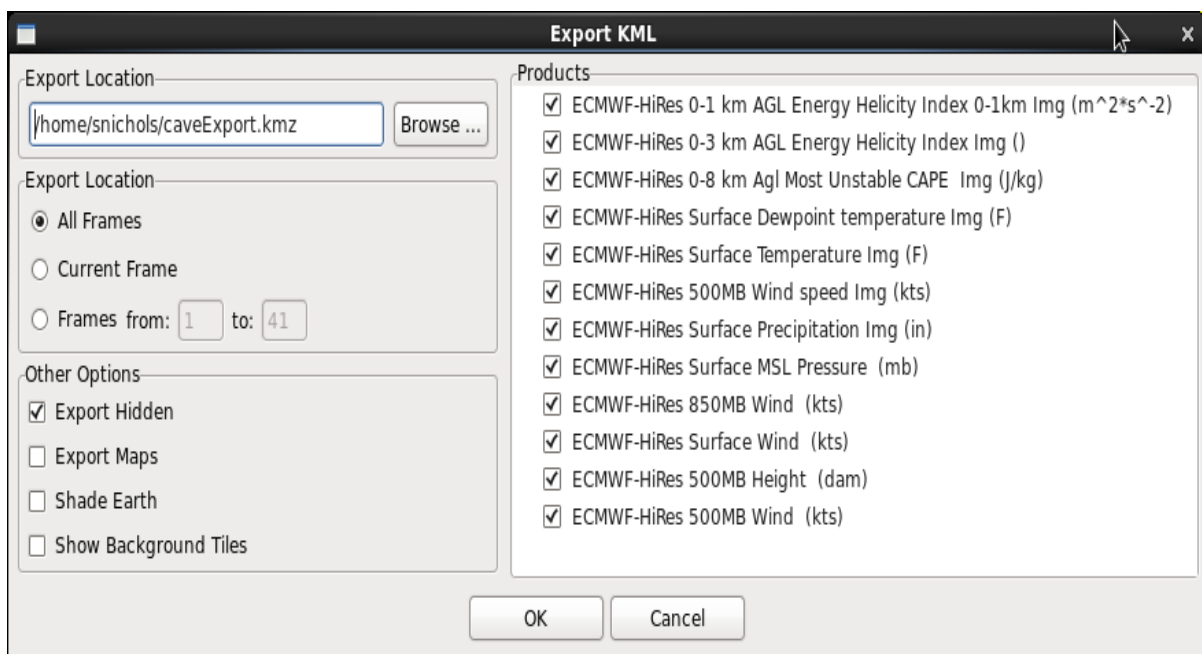 Export KML
Export Location
/home/snichols/caveExport.kmz
Browse ...
Export Location
All Frames
Current Frame
Frames from: 1 to: 41
Other Options
Export Hidden
Export Maps
Shade Earth
Show Background Tiles
Products
ECMWF-HiRes 0-1 km AGL Energy Helicity Index 0-1km Img (m^2*s^-2)
ECMWF-HiRes 0-3 km AGL Energy Helicity Index Img ()
ECMWF-HiRes 0-8 km Agl Most Unstable CAPE  Img (J/kg)
ECMWF-HiRes Surface Dewpoint temperature Img (F)
ECMWF-HiRes Surface Temperature Img (F)
ECMWF-HiRes 500MB Wind speed Img (kts)
ECMWF-HiRes Surface Precipitation Img (in)
ECMWF-HiRes Surface MSL Pressure  (mb)
ECMWF-HiRes 850MB Wind  (kts)
ECMWF-HiRes Surface Wind  (kts)
ECMWF-HiRes 500MB Height  (dam)
ECMWF-HiRes 500MB Wind  (kts)
OK
Cancel